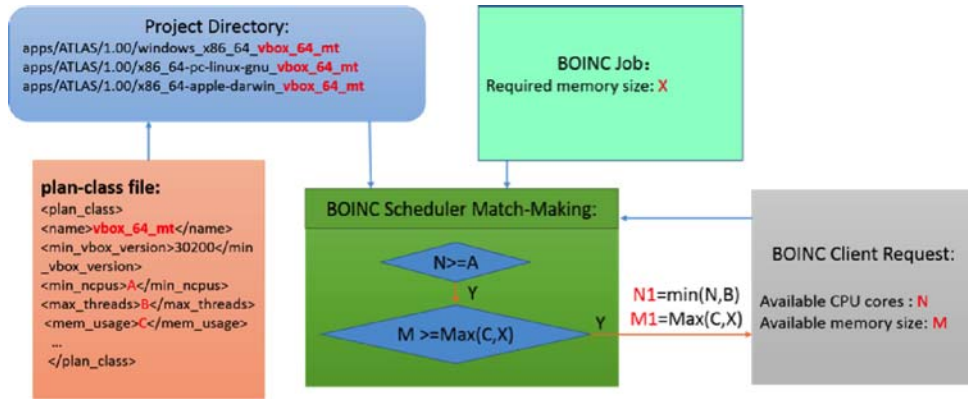 Project Directory:
apps/ATLAS/1.00/windows_x86_64_vbox_64_mt
apps/ATLAS/1.00/x86_64-pc-linux-gnu_vbox_64_mt
apps/ATLAS/1.00/x86_64-apple-darwin_vbox_64_mt
BOINC Job:
Required memory size: X
plan-class file:
<plan_class>
<name>vbox_64_mt</name>
<min_vbox_version>30200</min
_vbox_version>
<min_ncpus>A</min_ncpus>
<max_threads>B</max_threads>
<mem_usage>C</mem_usage>
...
</plan_class>
BOINC Scheduler Match-Making:
N>=A
Y
M >=Max(C,X)
Y
N1=min(N,B)
M1=Max(C,X)
BOINC Client Request:
Available CPU cores : N
Available memory size: M